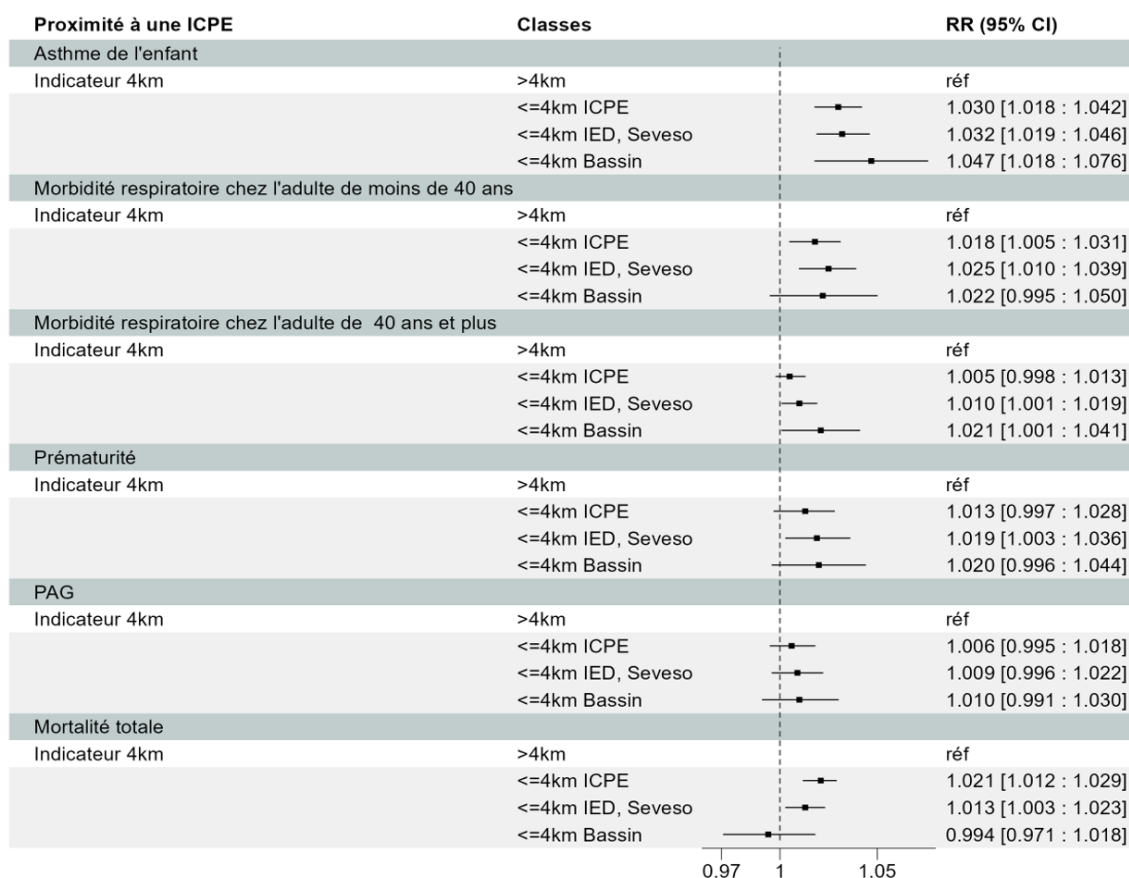 Proximité à une ICPE Classes RR (95% CI)
Asthme de l'enfant
Indicateur 4km >4km réf
<=4km ICPE 1.030 [1.018 : 1.042]
<=4km IED, Seveso 1.032 [1.019 : 1.046]
<=4km Bassin 1.047 [1.018 : 1.076]
Morbidité respiratoire chez l'adulte de moins de 40 ans
Indicateur 4km >4km réf
<=4km ICPE 1.018 [1.005 : 1.031]
<=4km IED, Seveso 1.025 [1.010 : 1.039]
<=4km Bassin 1.022 [0.995 : 1.050]
Morbidité respiratoire chez l'adulte de  40 ans et plus
Indicateur 4km >4km réf
<=4km ICPE 1.005 [0.998 : 1.013]
<=4km IED, Seveso 1.010 [1.001 : 1.019]
<=4km Bassin 1.021 [1.001 : 1.041]
Prématurité
Indicateur 4km >4km réf
<=4km ICPE 1.013 [0.997 : 1.028]
<=4km IED, Seveso 1.019 [1.003 : 1.036]
<=4km Bassin 1.020 [0.996 : 1.044]
PAG
Indicateur 4km >4km réf
<=4km ICPE 1.006 [0.995 : 1.018]
<=4km IED, Seveso 1.009 [0.996 : 1.022]
<=4km Bassin 1.010 [0.991 : 1.030]
Mortalité totale
Indicateur 4km >4km réf
<=4km ICPE 1.021 [1.012 : 1.029]
<=4km IED, Seveso 1.013 [1.003 : 1.023]
<=4km Bassin 0.994 [0.971 : 1.018]
0.97 1 1.05